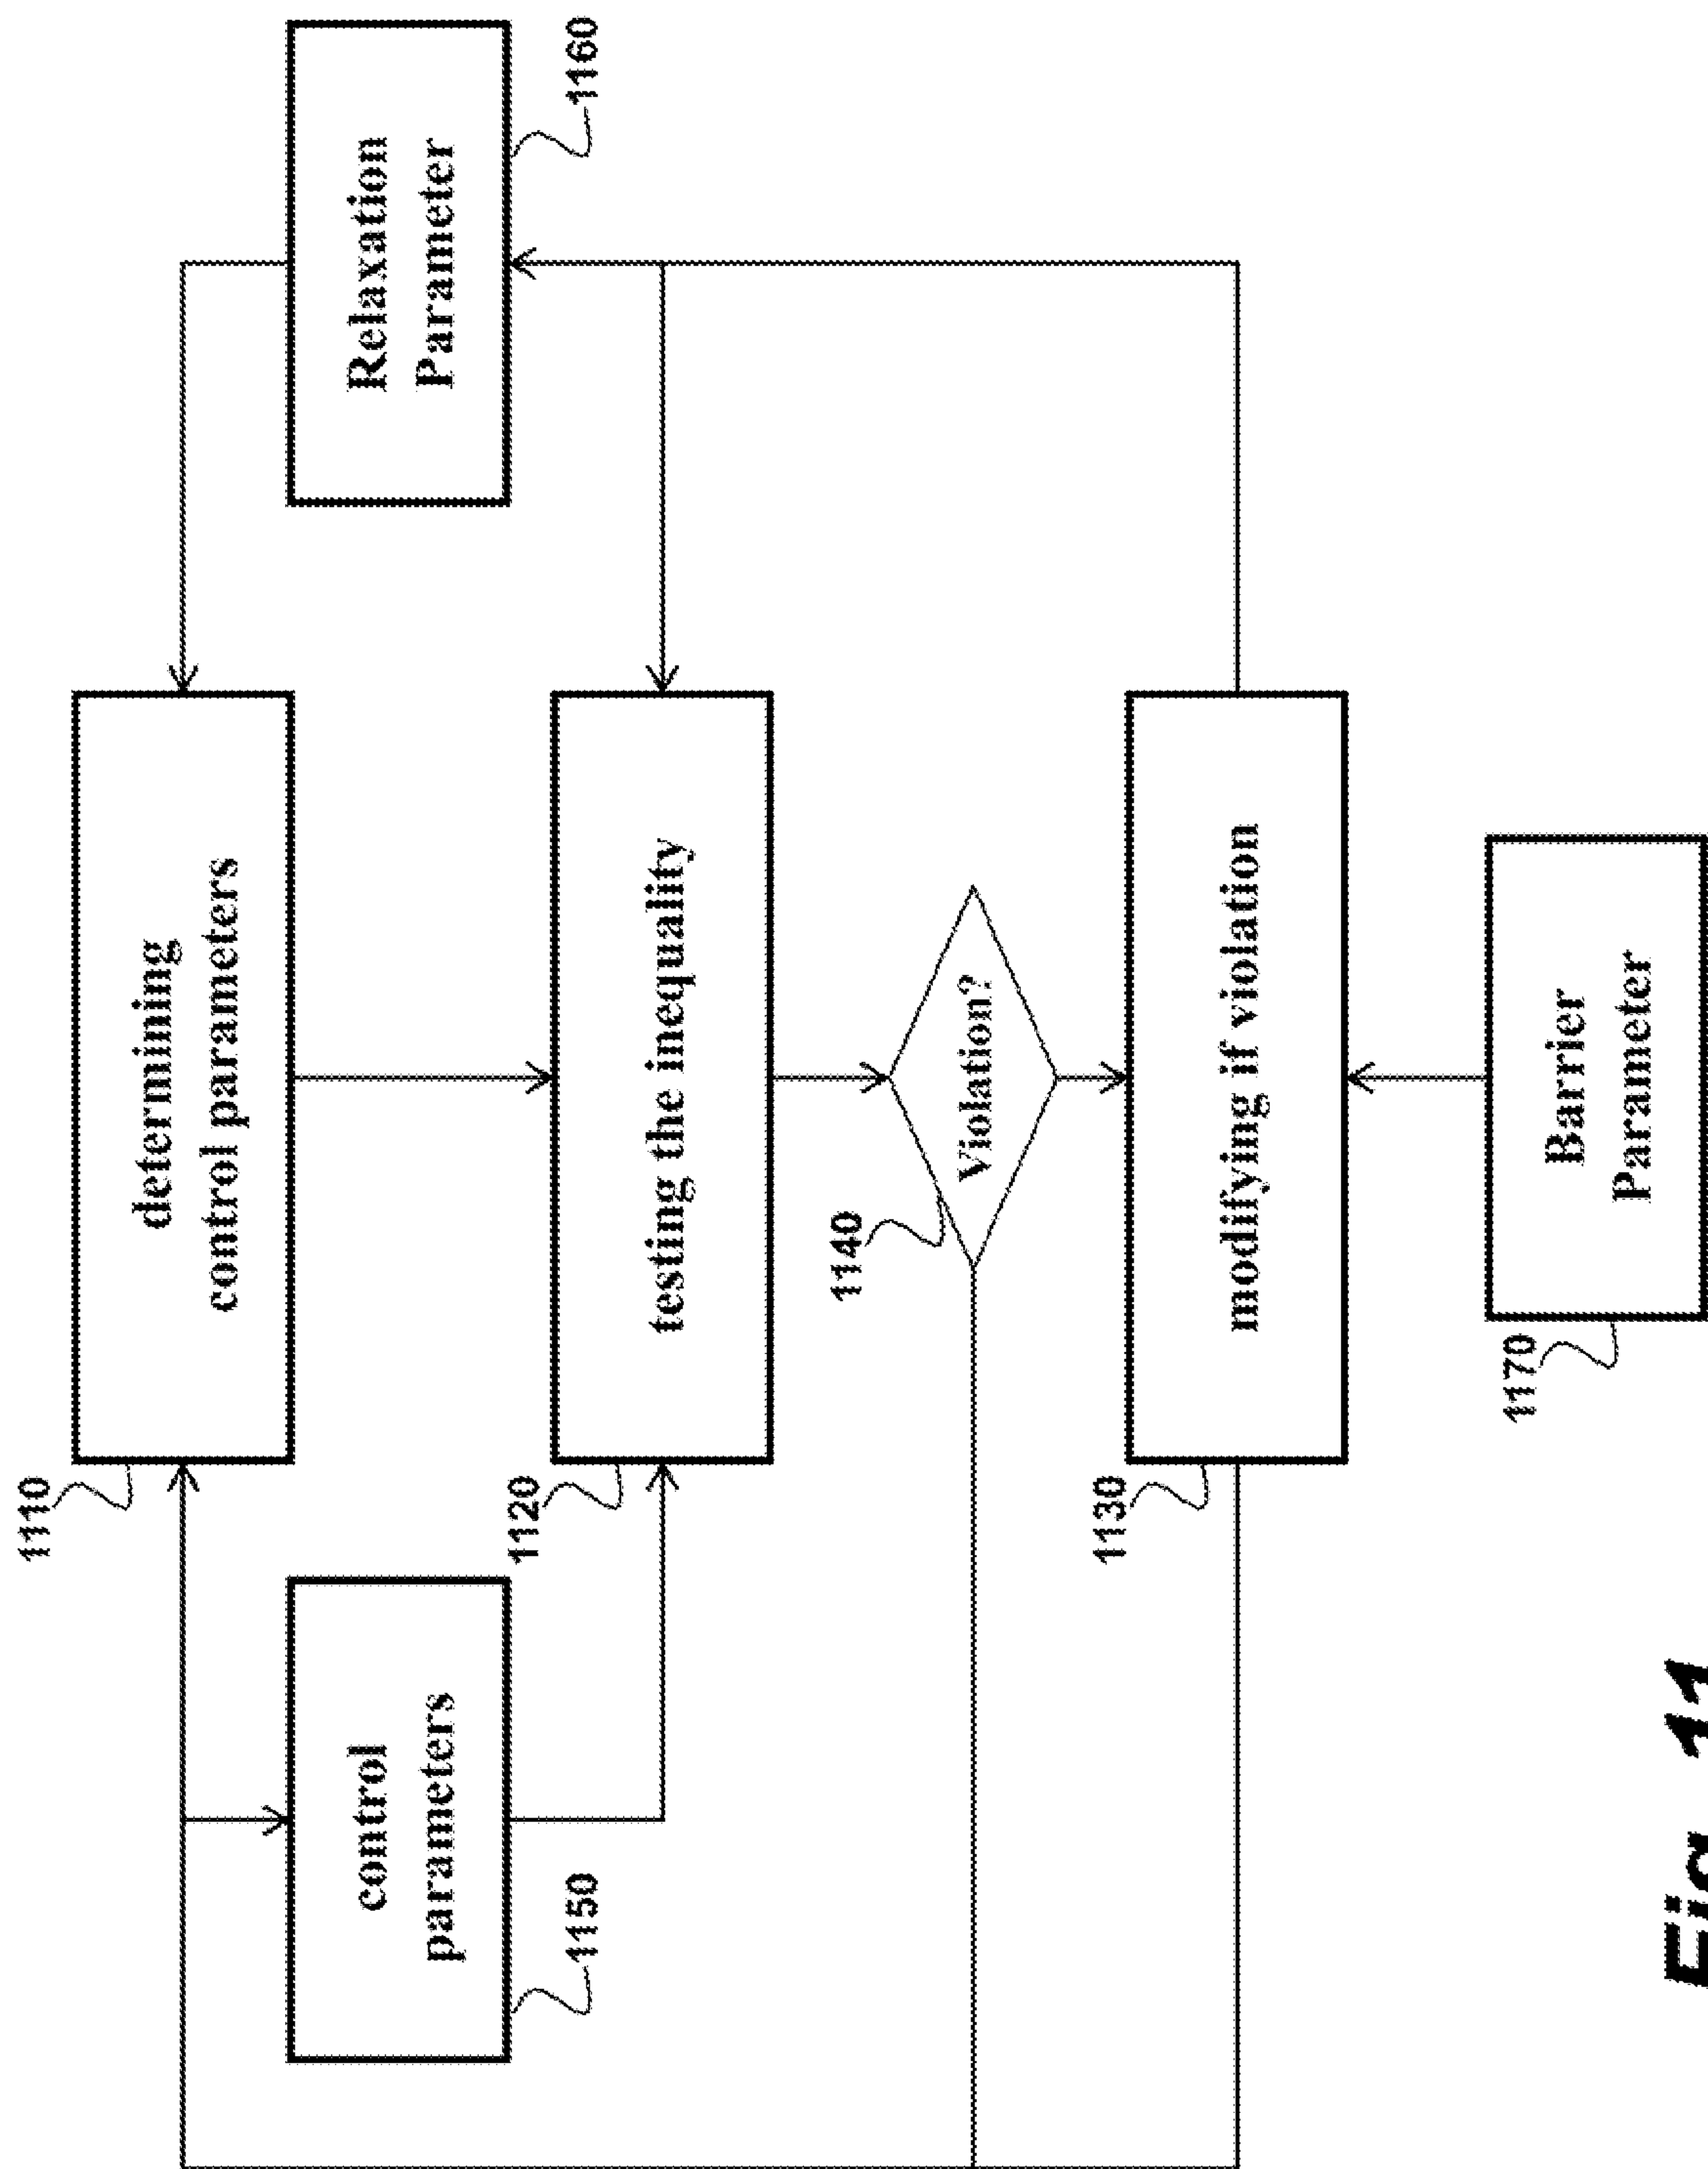 1110
determining
control parameters
control
parameters
1150
Relaxation
Parameter
1160
1120
testing the inequality
1140
Violation?
1130
modifying if violation
1170
Barrier
Parameter
Fig. 11